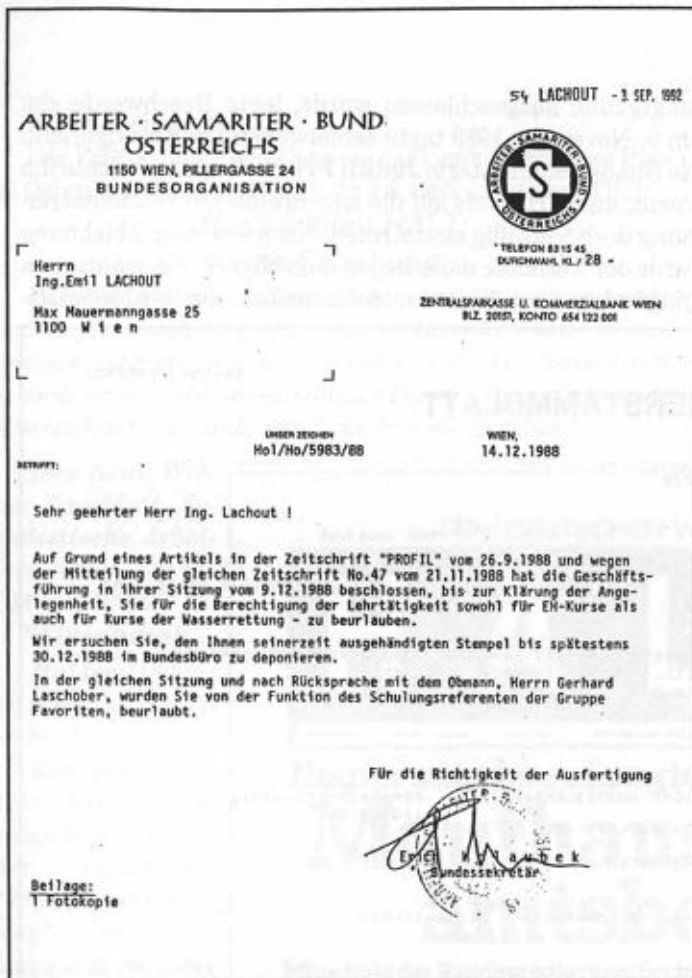 54 LACHOUT - 3 SEP. 1992
ARBEITER · SAMARITER · BUND
ÖSTERREICHS
1150 WIEN, PILLERGASSE 24
BUNDESORGANISATION
ARBEITER · SAMARITER · BUND · ÖSTERREICHS
S
TELEFON 83 91 45
DURCHWAHL KL./ 28 -
ZENTRALSPARKASSE U. KOMMERZIALBANK WIEN
BLZ. 20151, KONTO 654 122 001
Herrn
Ing.Emil LACHOUT
Max Mauermanngasse 25
1100 W i e n
UNSER ZEICHEN
Hol/Ho/5983/88
WIEN,
14.12.1988
BETRIFFT:
Sehr geehrter Herr Ing. Lachout !
Auf Grund eines Artikels in der Zeitschrift "PROFIL" vom 26.9.1988 und wegen
der Mitteilung der gleichen Zeitschrift No.47 vom 21.11.1988 hat die Geschäfts-
führung in ihrer Sitzung vom 9.12.1988 beschlossen, bis zur Klärung der Ange-
legenheit, Sie für die Berechtigung der Lehrtätigkeit sowohl für EH-Kurse als
auch für Kurse der Wasserrettung - zu beurlauben.
Wir ersuchen Sie, den Ihnen seinerzeit ausgehändigten Stempel bis spätestens
30.12.1988 im Bundesbüro zu deponieren.
In der gleichen Sitzung und nach Rücksprache mit dem Obmann, Herrn Gerhard
Laschober, wurden Sie von der Funktion des Schulungsreferenten der Gruppe
Favoriten, beurlaubt.
Für die Richtigkeit der Ausfertigung
Erich
Bundessekretär
Beilage:
1 Fotokopie